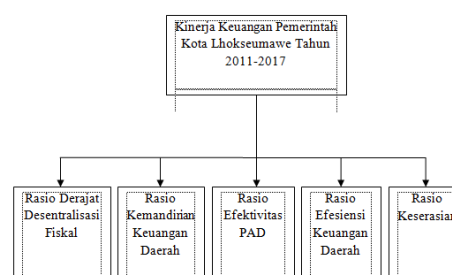 Kinerja Keuangan Pemerintah
Kota Lhokseumawe Tahun
2011-2017
Rasio Derajat
Desentralisasi
Fiskal
Rasio
Kemandirian
Keuangan
Daerah
Rasio
Efektivitas
PAD
Rasio
Efesiensi
Keuangan
Daerah
Rasio
Keserasian